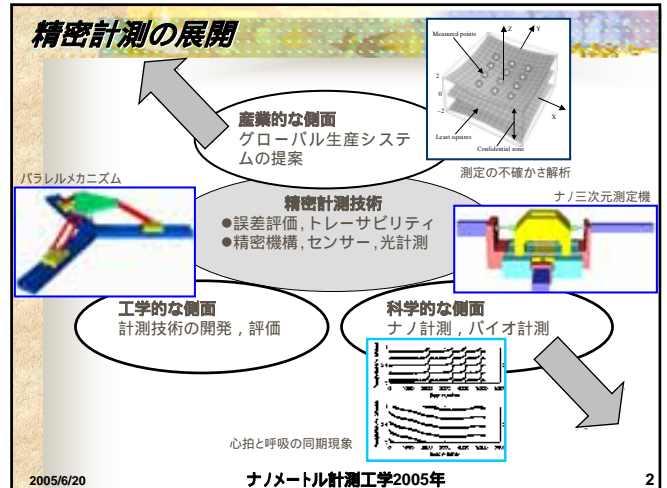 精密計測の展開
Measured points
Z
Y
2
0
−2
X
Least squares
Confidential zone
産業的な側面
グローバル生産システ
ムの提案
測定の不確かさ解析
パラレルメカニズム
ナノ三次元測定機
精密計測技術
●誤差評価,トレーサビリティ
●精密機構,センサー,光計測
工学的な側面
計測技術の開発，評価
科学的な側面
ナノ計測，バイオ計測
心拍と呼吸の同期現象
2005/6/20
ナノメートル計測工学2005年
2